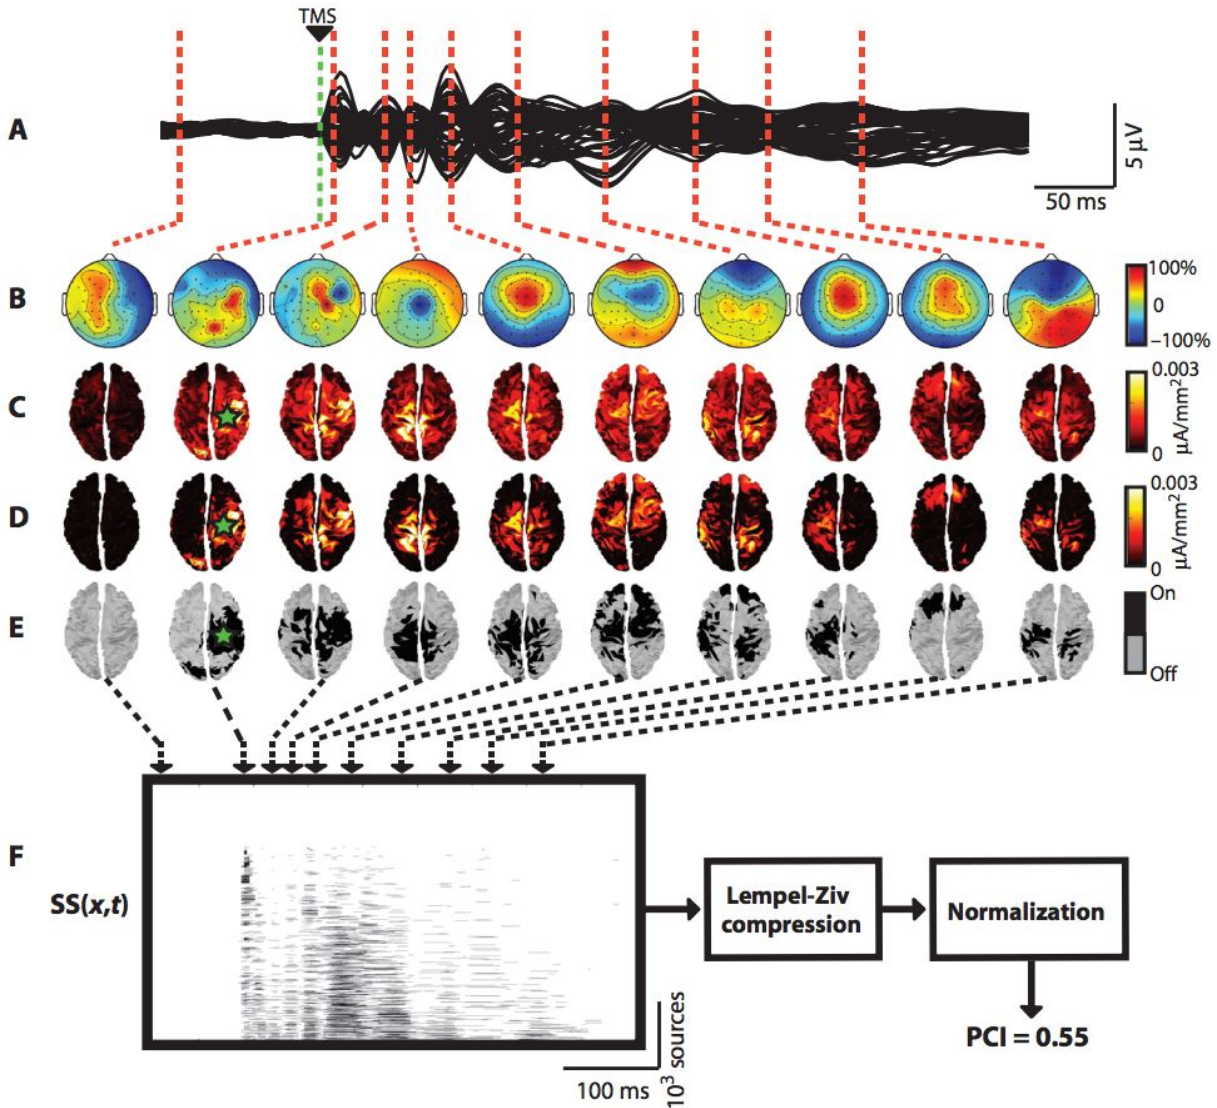 TMS
A
5 µV
50 ms
B
100%
0
−100%
C
0.003
µA/mm²
0
D
0.003
µA/mm²
0
E
On
Off
F
SS(x,t)
Lempel-Ziv
compression
Normalization
PCI = 0.55
100 ms
10³ sources